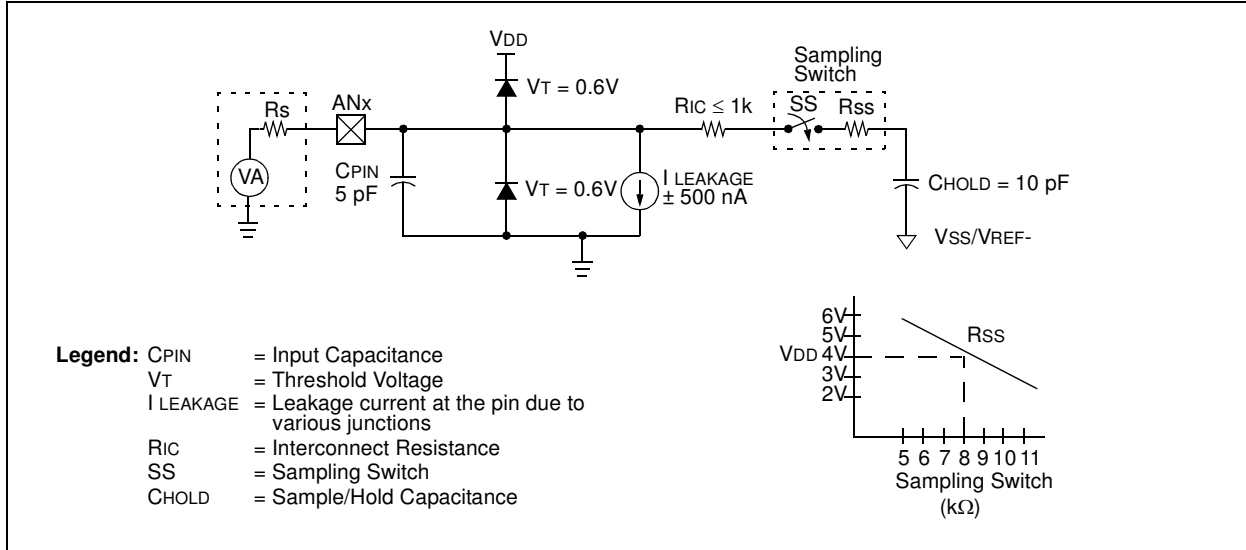 VDD
Sampling
Switch
VT = 0.6V
Rs
ANx
RIC ≤ 1k
SS
Rss
VA
CPIN
5 pF
VT = 0.6V
I LEAKAGE
± 500 nA
CHOLD = 10 pF
VSS/VREF-
Legend: CPIN = Input Capacitance
VT = Threshold Voltage
I LEAKAGE = Leakage current at the pin due to
various junctions
RIC = Interconnect Resistance
SS = Sampling Switch
CHOLD = Sample/Hold Capacitance
6V
5V
VDD 4V
3V
2V
RSS
5 6 7 8 9 10 11
Sampling Switch
(kΩ)